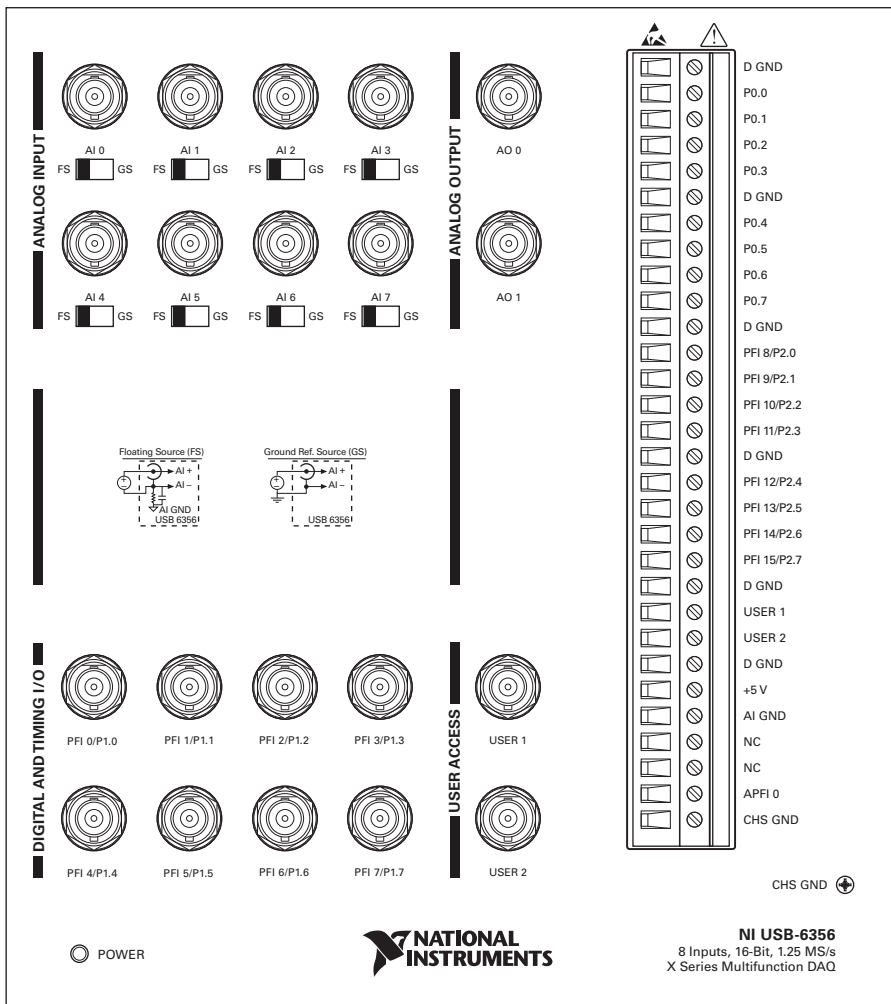 ANALOG INPUT
AI 0 AI 1 AI 2 AI 3
FS GS FS GS FS GS FS GS
AI 4 AI 5 AI 6 AI 7
FS GS FS GS FS GS FS GS
ANALOG OUTPUT
AO 0
AO 1
Floating Source (FS)
AI +
AI –
AI GND
USB 6356
Ground Ref. Source (GS)
AI +
AI –
USB 6356
DIGITAL AND TIMING I/O
PFI 0/P1.0 PFI 1/P1.1 PFI 2/P1.2 PFI 3/P1.3
PFI 4/P1.4 PFI 5/P1.5 PFI 6/P1.6 PFI 7/P1.7
USER ACCESS
USER 1
USER 2
D GND
P0.0
P0.1
P0.2
P0.3
D GND
P0.4
P0.5
P0.6
P0.7
D GND
PFI 8/P2.0
PFI 9/P2.1
PFI 10/P2.2
PFI 11/P2.3
D GND
PFI 12/P2.4
PFI 13/P2.5
PFI 14/P2.6
PFI 15/P2.7
D GND
USER 1
USER 2
D GND
+5 V
AI GND
NC
NC
APFI 0
CHS GND
CHS GND
POWER
NATIONAL
INSTRUMENTS
NI USB-6356
8 Inputs, 16-Bit, 1.25 MS/s
X Series Multifunction DAQ